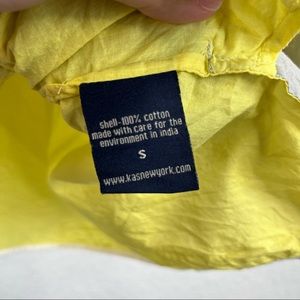 shell-100% cotton
made with care for the
environment in india
S
www.kasnewyork.com